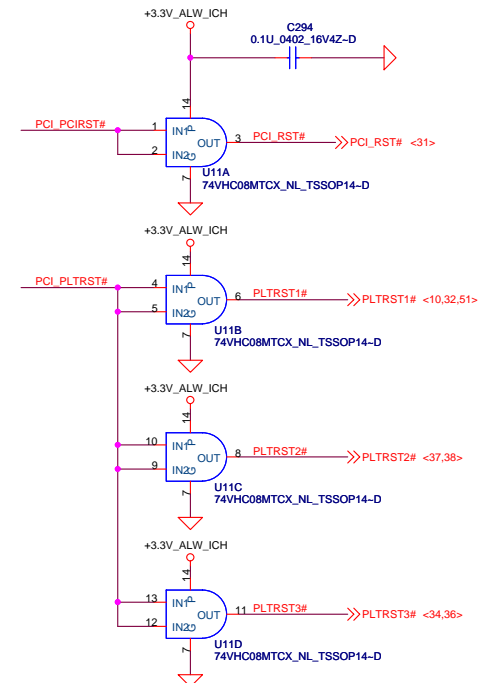 +3.3V_ALW_ICH
C294
0.1U_0402_16V4Z~D
14
PCI_PCIRST#
1
IN1
P
OUT
3
PCI_RST#
PCI_RST# <31>
2
IN2
G
7
U11A
74VHC08MTCX_NL_TSSOP14~D
+3.3V_ALW_ICH
14
PCI_PLTRST#
4
IN1
P
OUT
6
PLTRST1#
PLTRST1# <10,32,51>
5
IN2
G
7
U11B
74VHC08MTCX_NL_TSSOP14~D
+3.3V_ALW_ICH
14
10
IN1
P
OUT
8
PLTRST2#
PLTRST2# <37,38>
9
IN2
G
7
U11C
74VHC08MTCX_NL_TSSOP14~D
+3.3V_ALW_ICH
14
13
IN1
P
OUT
11
PLTRST3#
PLTRST3# <34,36>
12
IN2
G
7
U11D
74VHC08MTCX_NL_TSSOP14~D